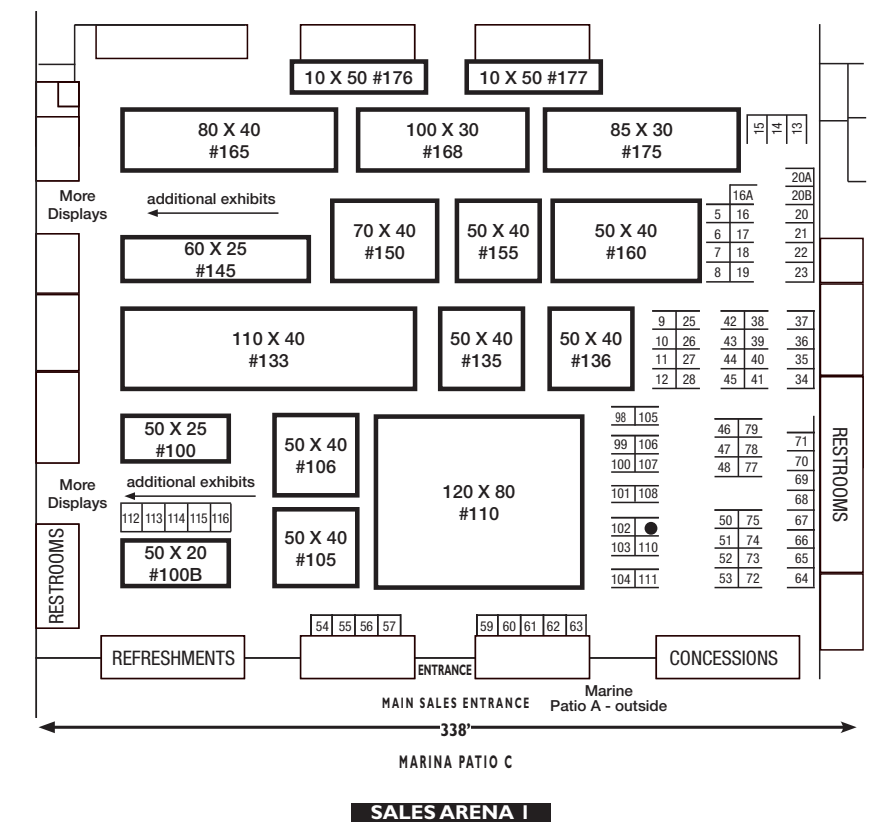 10 X 50 #176
10 X 50 #177
80 X 40
#165
100 X 30
#168
85 X 30
#175
15
14
13
More
Displays
additional exhibits
60 X 25
#145
70 X 40
#150
50 X 40
#155
50 X 40
#160
16A
5 16
6 17
7 18
8 19
20A
20B
20
21
22
23
110 X 40
#133
50 X 40
#135
50 X 40
#136
9 25
10 26
11 27
12 28
42 38
43 39
44 40
45 41
37
36
35
34
50 X 25
#100
50 X 40
#106
120 X 80
#110
98 105
99 106
100 107
101 108
102
103 110
104 111
46 79
47 78
48 77
50 75
51 74
52 73
53 72
71
70
69
68
67
66
65
64
RESTROOMS
More
Displays
additional exhibits
112 113 114 115 116
50 X 20
#100B
50 X 40
#105
RESTROOMS
54 55 56 57
59 60 61 62 63
REFRESHMENTS
ENTRANCE
CONCESSIONS
MAIN SALES ENTRANCE
Marine
Patio A - outside
338'
MARINA PATIO C
SALES ARENA I